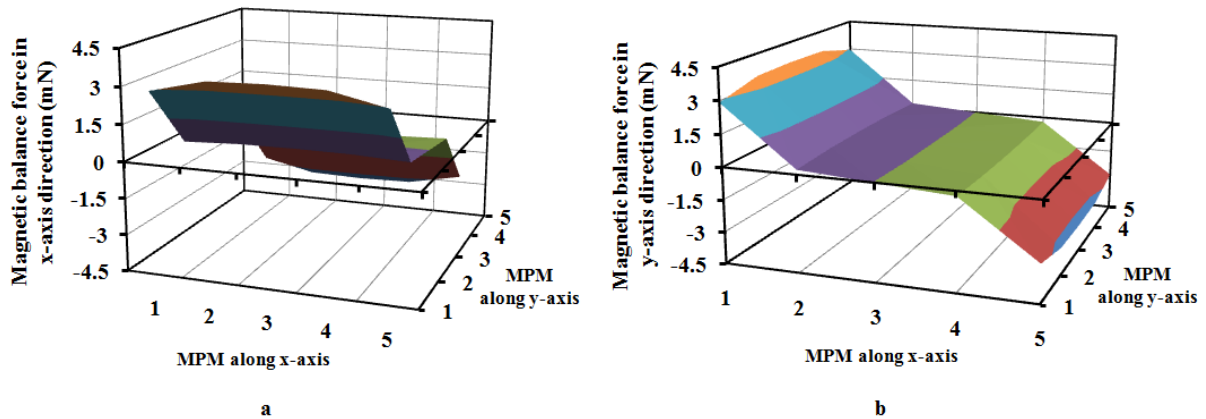 Magnetic balance force in
x-axis direction (mN)
4.5
3
1.5
0
-1.5
-3
-4.5
1
2
3
4
5
MPM along x-axis
1
2
3
4
5
MPM
along y-axis
a
Magnetic balance force in
y-axis direction (mN)
4.5
3
1.5
0
-1.5
-3
-4.5
1
2
3
4
5
MPM along x-axis
1
2
3
4
5
MPM
along y-axis
b